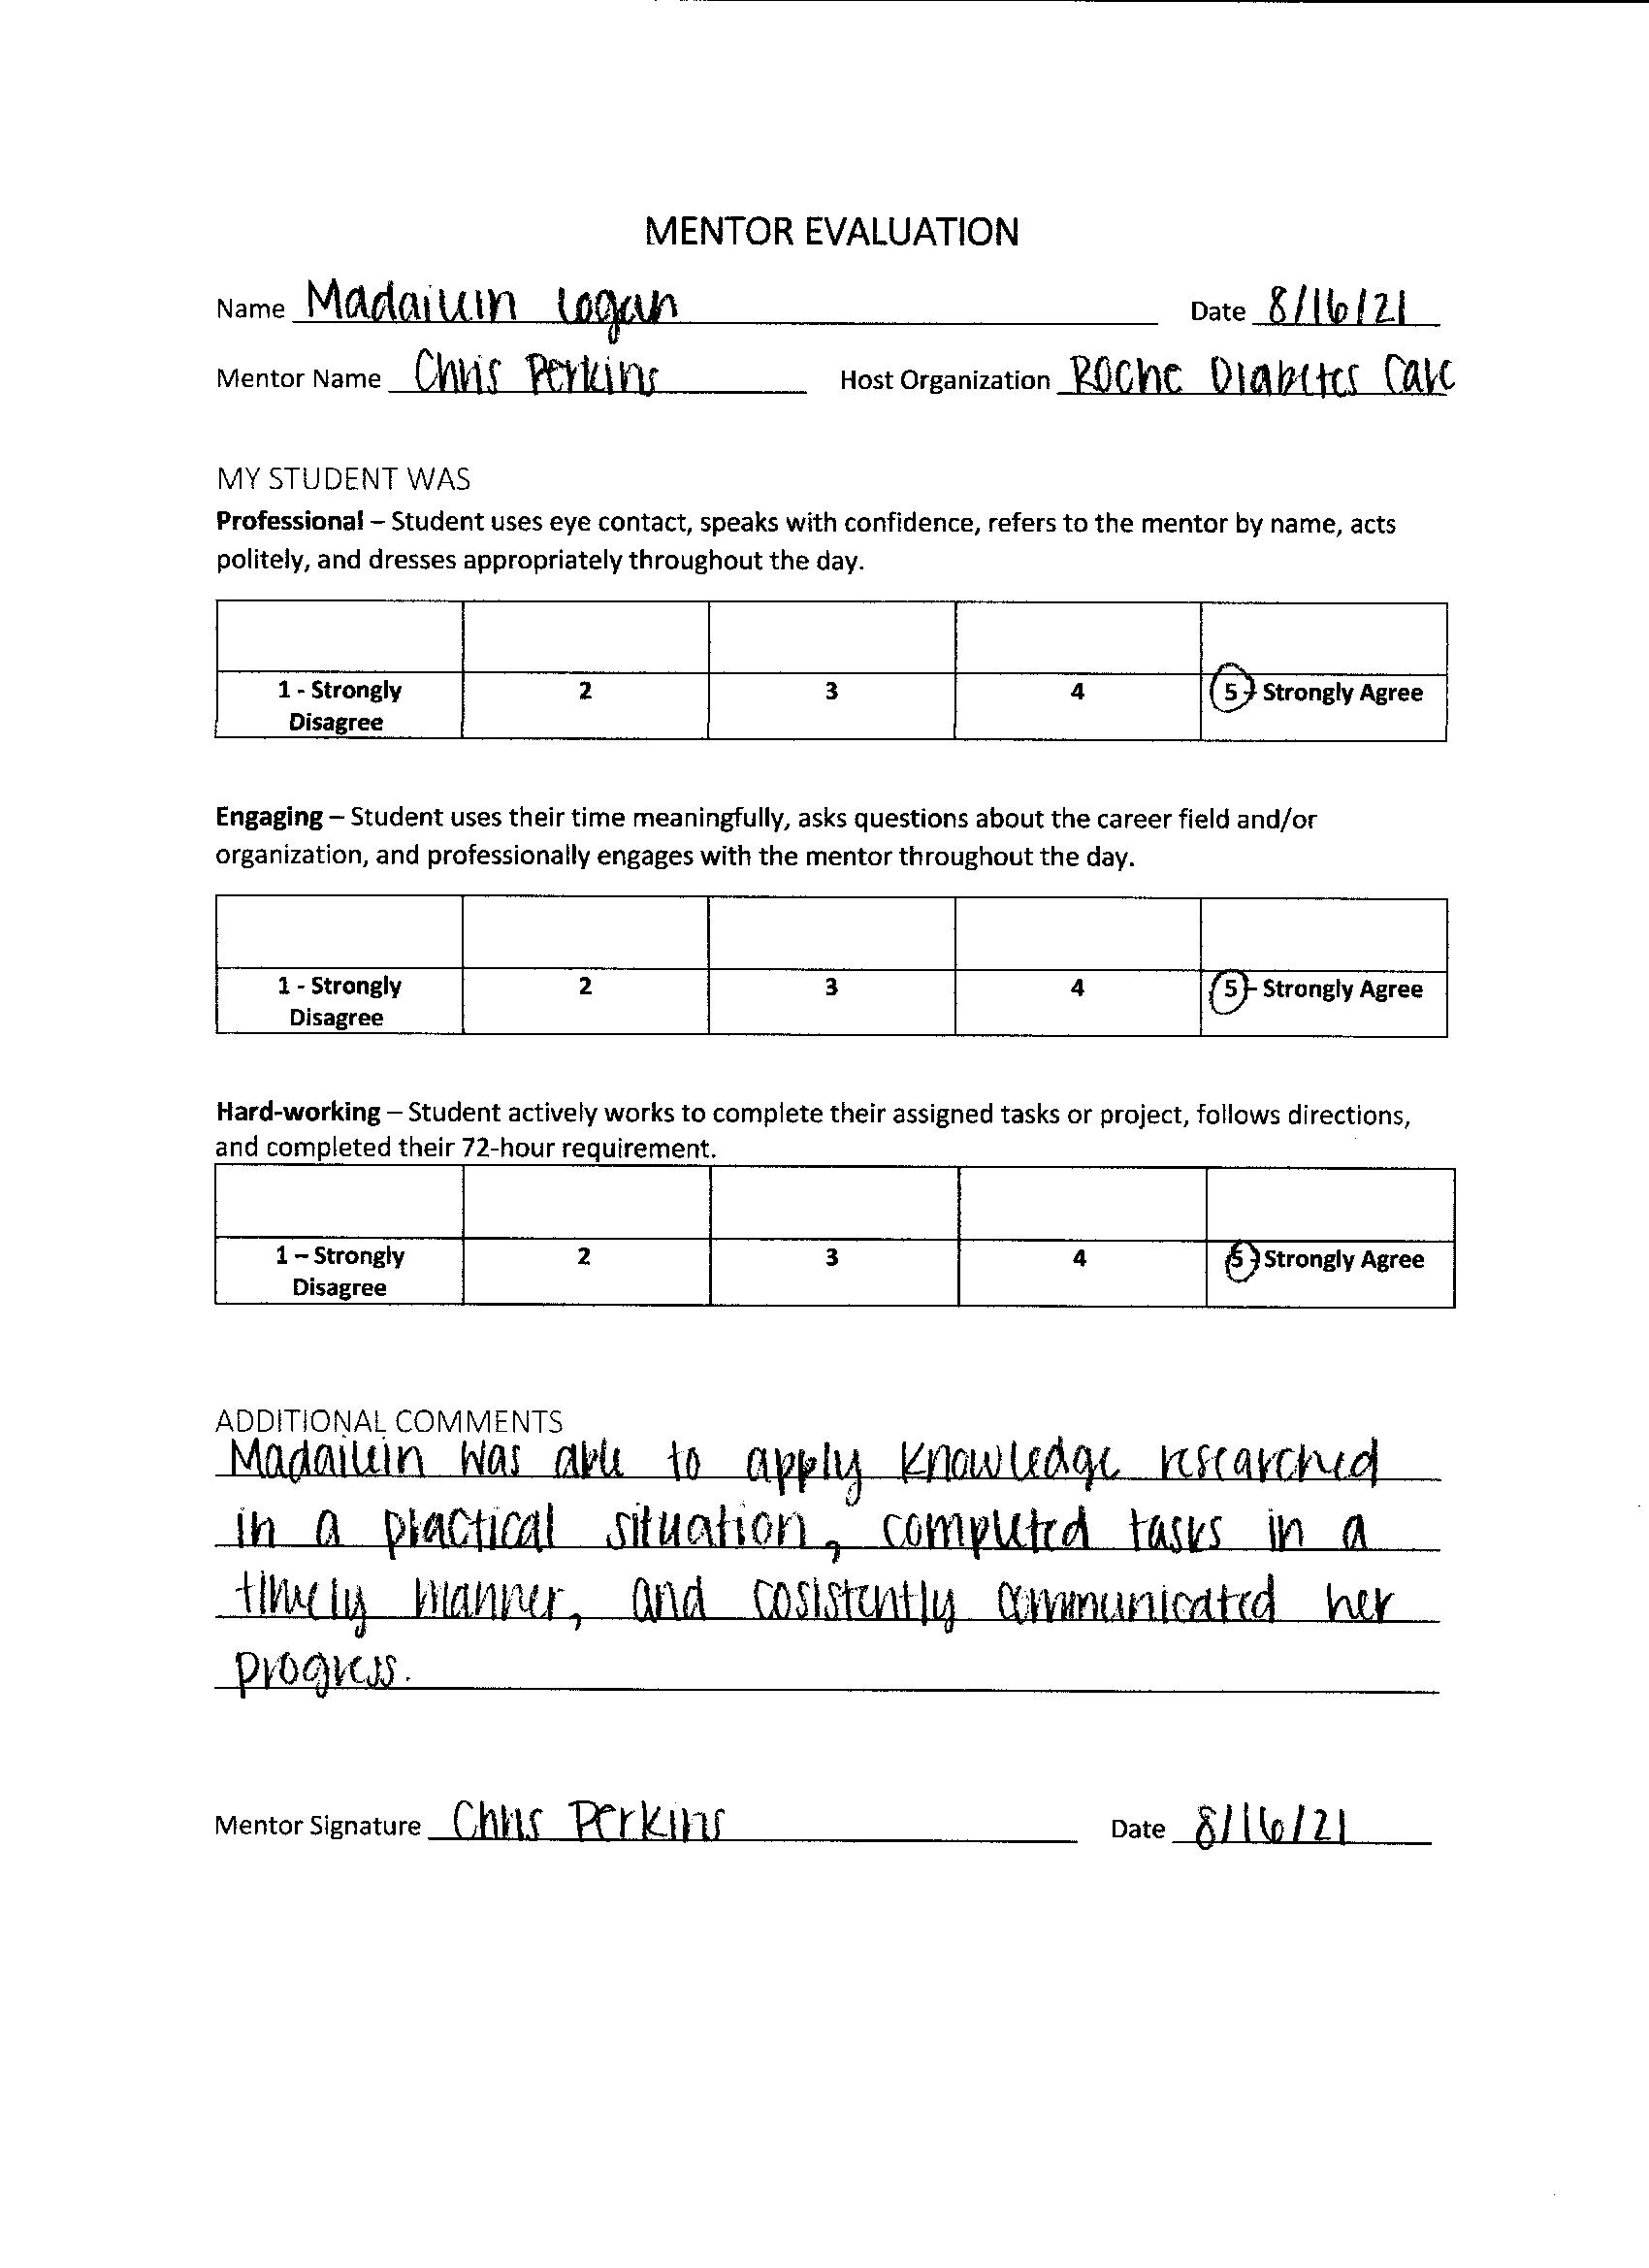 MENTOR EVALUATION
Name Madailein Logan Date 8/16/21
Mentor Name Chris Perkins Host Organization Roche Diabetes Care
MY STUDENT WAS
Professional – Student uses eye contact, speaks with confidence, refers to the mentor by name, acts
politely, and dresses appropriately throughout the day.
1 - Strongly Disagree 2 3 4 5 - Strongly Agree
Engaging – Student uses their time meaningfully, asks questions about the career field and/or
organization, and professionally engages with the mentor throughout the day.
1 - Strongly Disagree 2 3 4 5 - Strongly Agree
Hard-working – Student actively works to complete their assigned tasks or project, follows directions,
and completed their 72-hour requirement.
1 – Strongly Disagree 2 3 4 5 - Strongly Agree
ADDITIONAL COMMENTS
Madailein was able to apply knowledge researched
in a practical situation, completed tasks in a
timely manner, and cosistently communicated her
progress.
Mentor Signature Chris Perkins Date 8/16/21